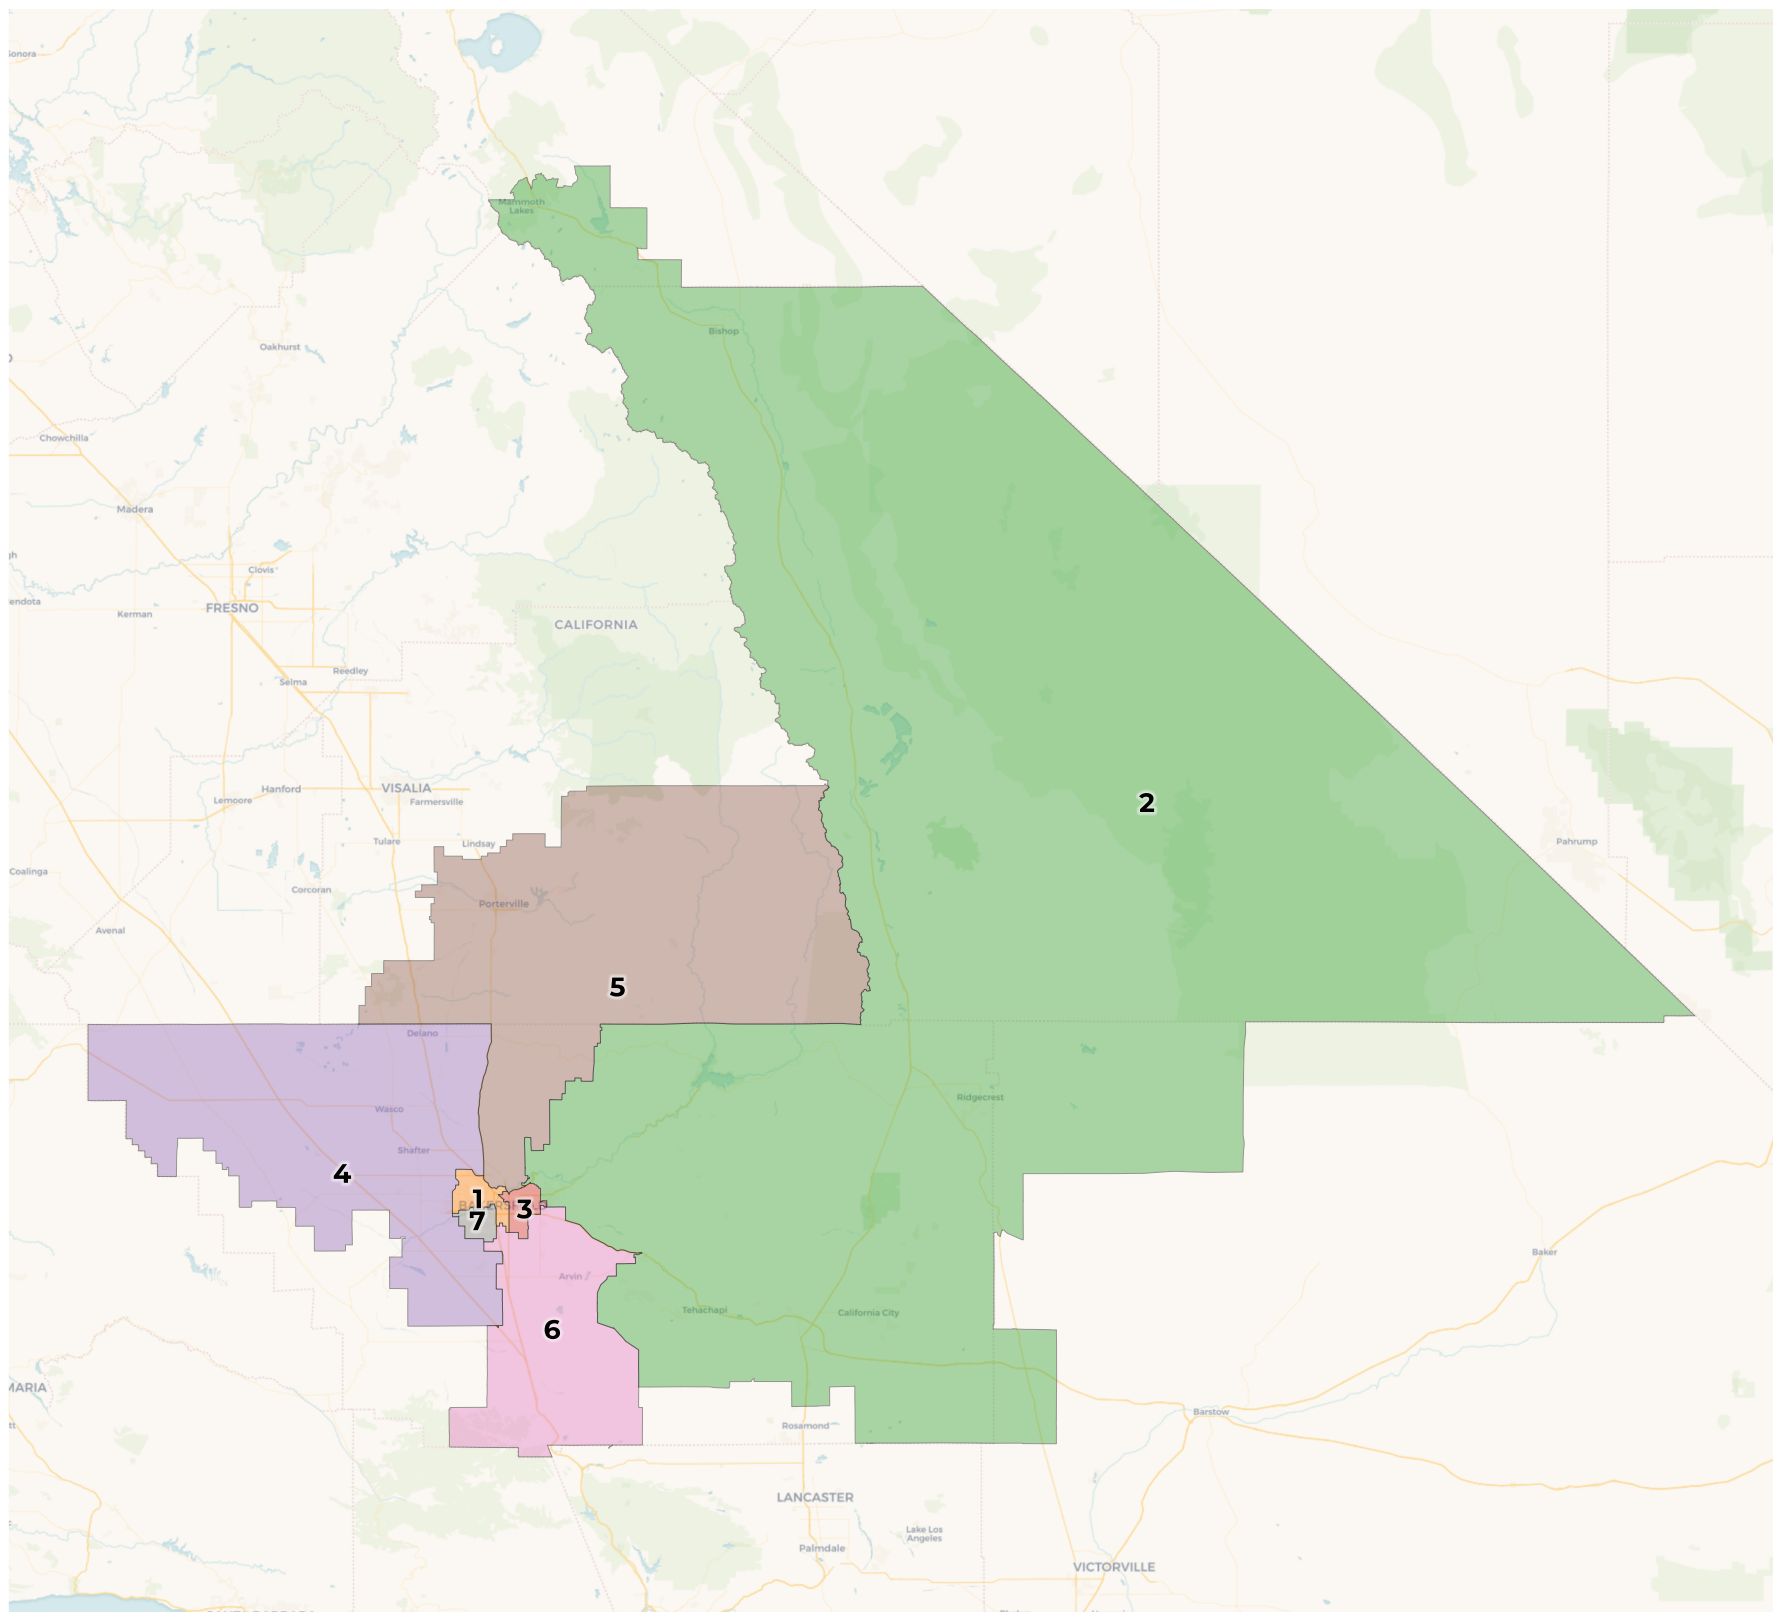 Sonora
Mammoth
Lakes
Bishop
Oakhurst
Chowchilla
Madera
Clovis
endota
Kerman
FRESNO
CALIFORNIA
Reedley
Selma
Hanford
VISALIA
Lemoore
Farmersville
2
Tulare
Lindsay
Pahrump
Coalinga
Corcoran
Porterville
Avenal
5
Delano
Ridgecrest
Wasco
Shafter
4
1
3
7
Baker
Arvin
Tehachapi
California City
6
MARIA
Barstow
Rosamond
LANCASTER
Lake Los
Angeles
Palmdale
VICTORVILLE